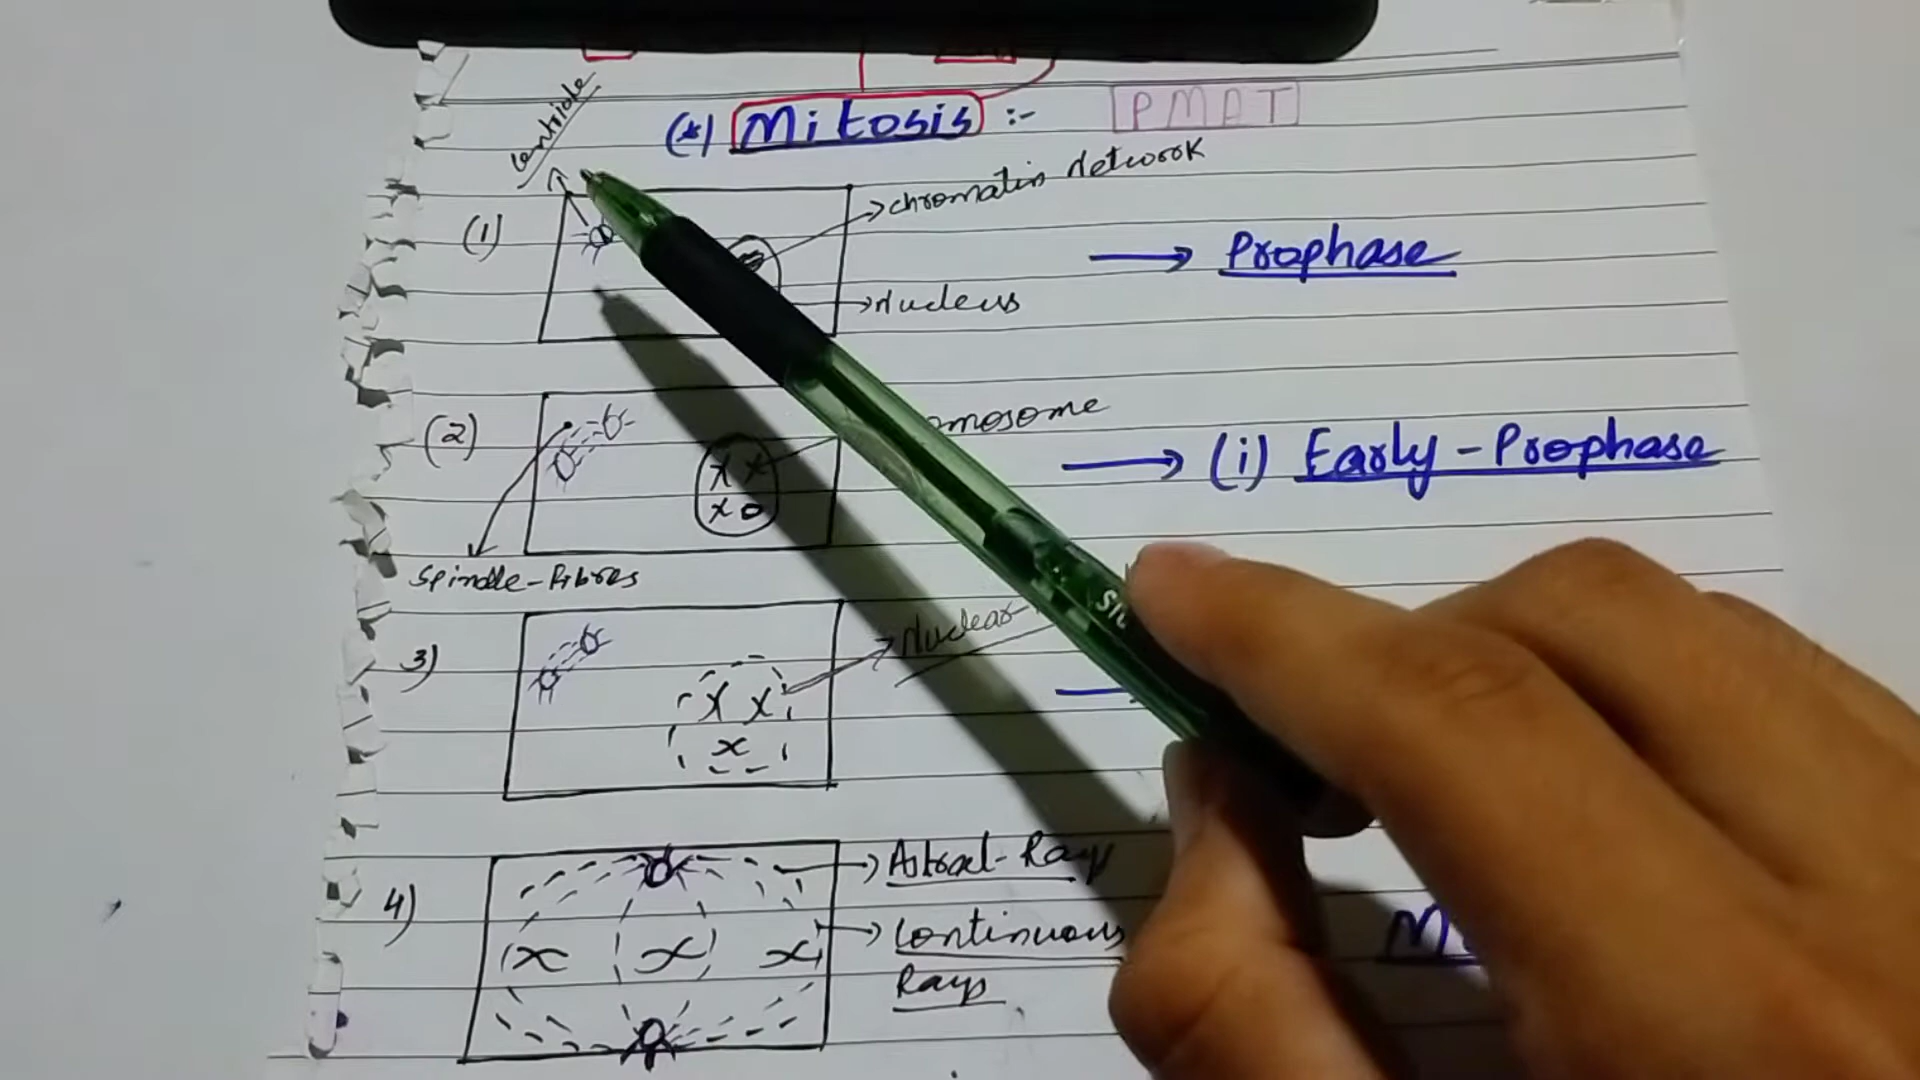 (*) Mitosis :- PMAT
Centriole
chromatin network
(1)
Prophase
Nucleus
(2)
omosome
(i) Early-Prophase
Spindle-Fibres
3)
Nuclear-
4)
Astral-Rays
Continuous
Rays